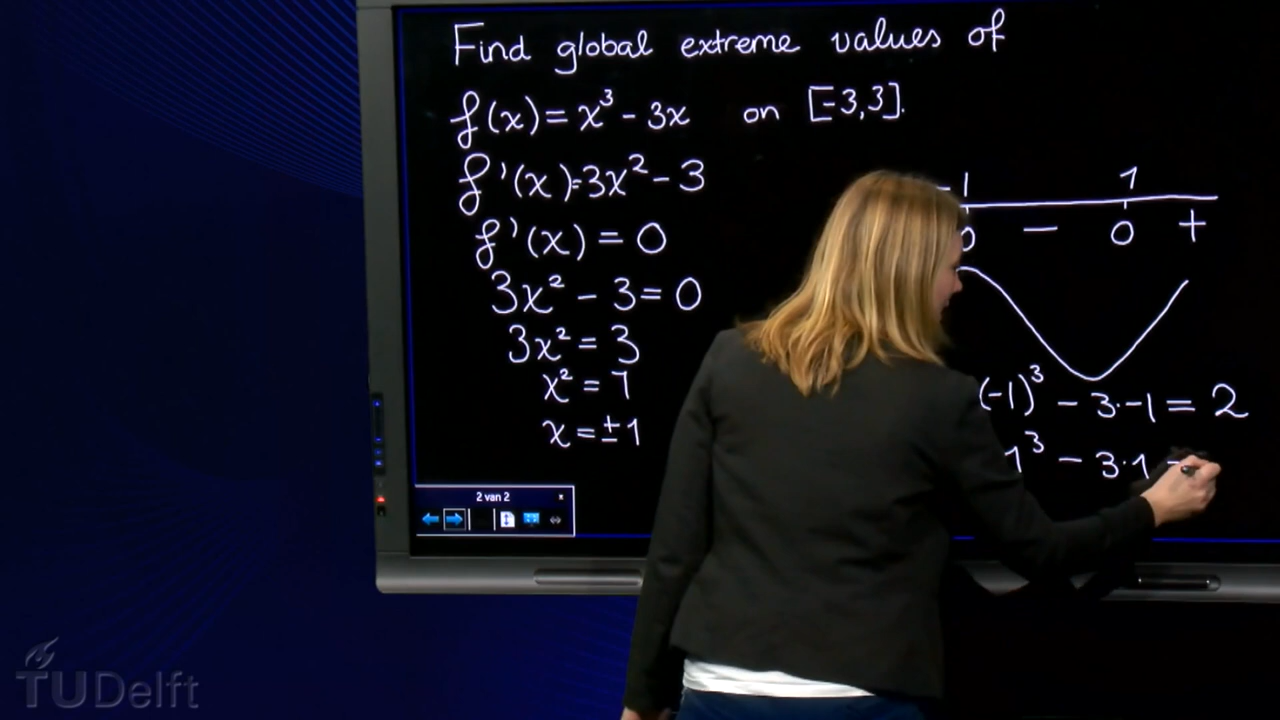 Find global extreme values of
f(x) = x³ - 3x on [-3,3].
f'(x) = 3x² - 3
f'(x) = 0
3x² - 3 = 0
3x² = 3
x² = 1
x = ±1
-1 1
0 - 0 +
(-1)³ - 3·-1 = 2
1³ - 3·1
2 van 2
TUDelft